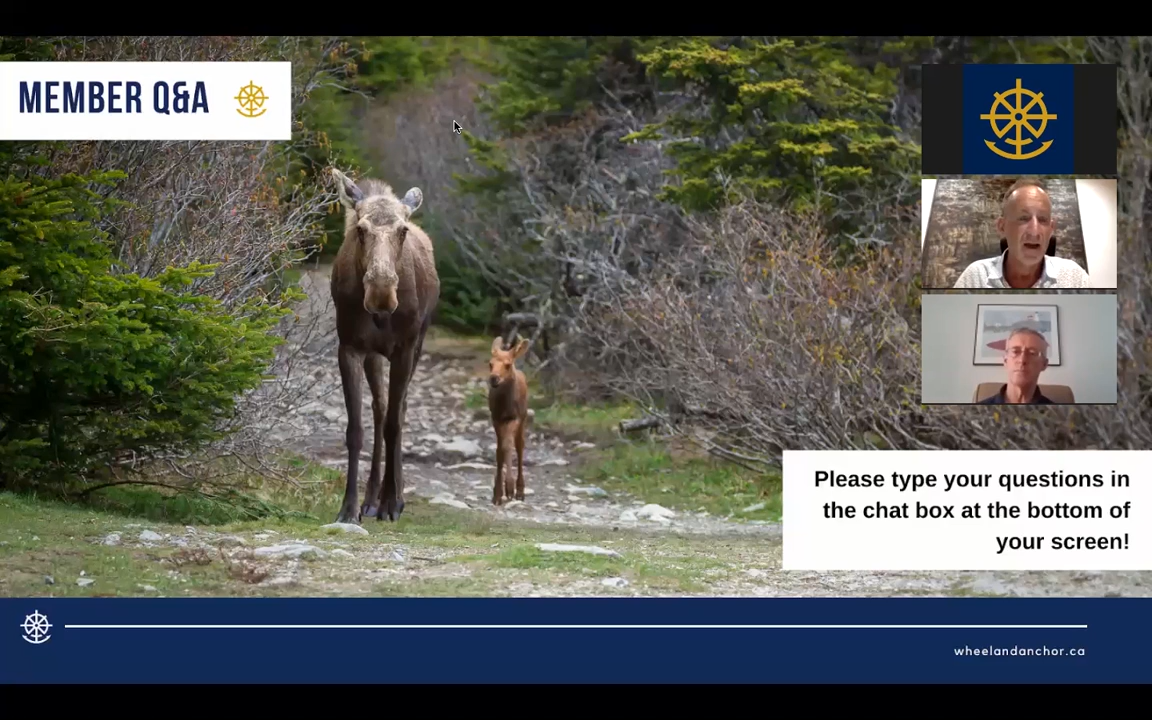 MEMBER Q&A
Please type your questions in
the chat box at the bottom of
your screen!
wheelandanchor.ca